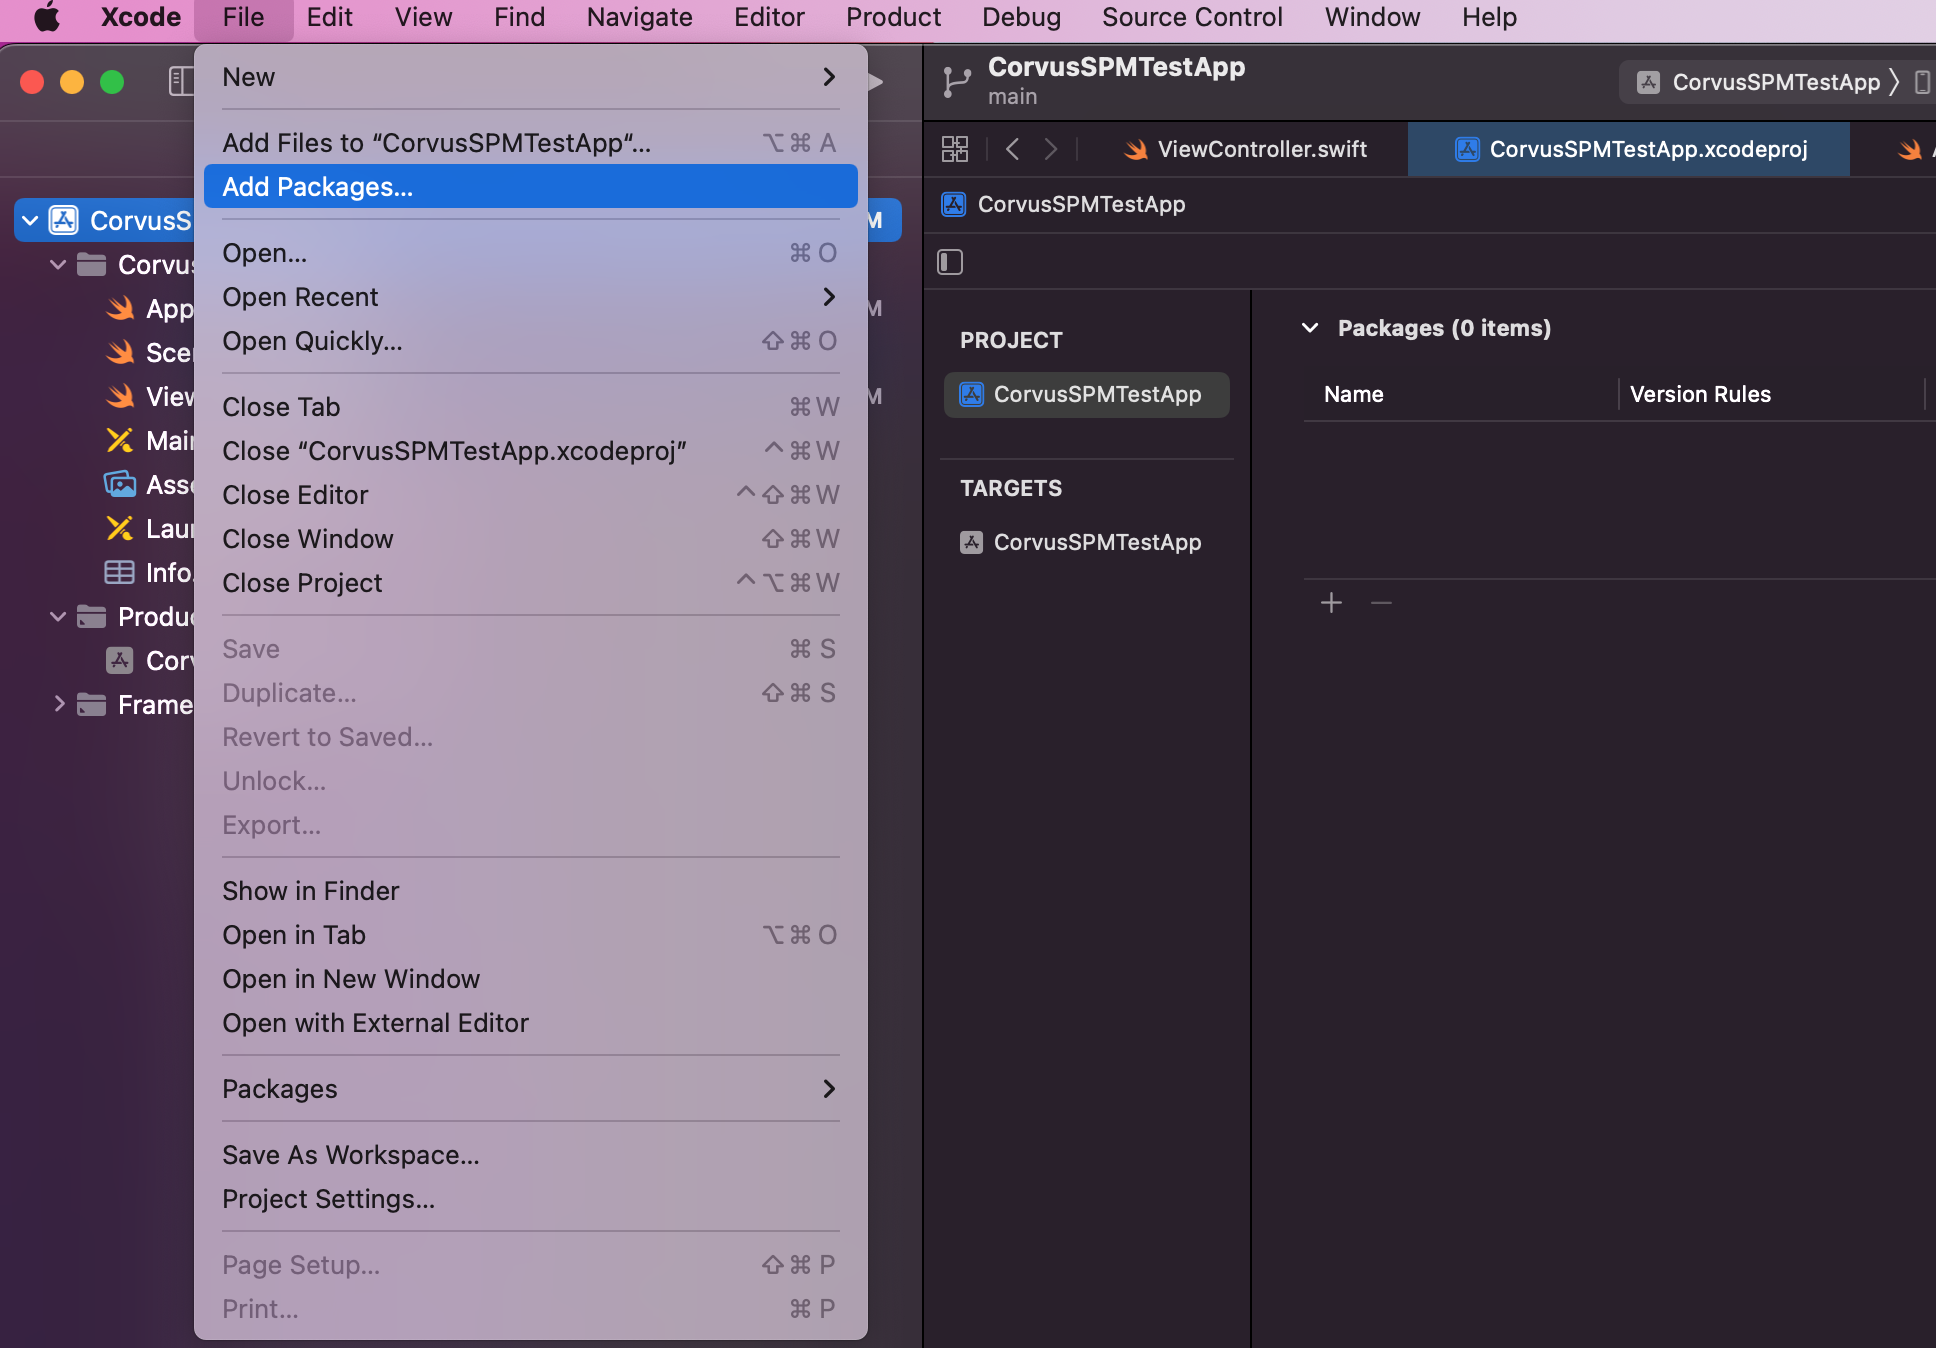 Xcode File Edit View Find Navigate Editor Product Debug Source Control Window Help
New
Add Files to “CorvusSPMTestApp“... ⌥⌘A
Add Packages...
Open... ⌘O
Open Recent
Open Quickly... ⇧⌘O
Close Tab ⌘W
Close “CorvusSPMTestApp.xcodeproj” ^⌘W
Close Editor ^⇧⌘W
Close Window ⇧⌘W
Close Project ^⌥⌘W
Save ⌘S
Duplicate... ⇧⌘S
Revert to Saved...
Unlock...
Export...
Show in Finder
Open in Tab ⌥⌘O
Open in New Window
Open with External Editor
Packages
Save As Workspace...
Project Settings...
Page Setup... ⇧⌘P
Print... ⌘P
CorvusS
M
Corvus
App
M
Sce
View
M
Mai
Asse
Lau
Info.
Produc
Corv
Frame
CorvusSPMTestApp
main
CorvusSPMTestApp 〉
ViewController.swift
CorvusSPMTestApp.xcodeproj
CorvusSPMTestApp
PROJECT
CorvusSPMTestApp
TARGETS
CorvusSPMTestApp
Packages (0 items)
Name Version Rules
+ −